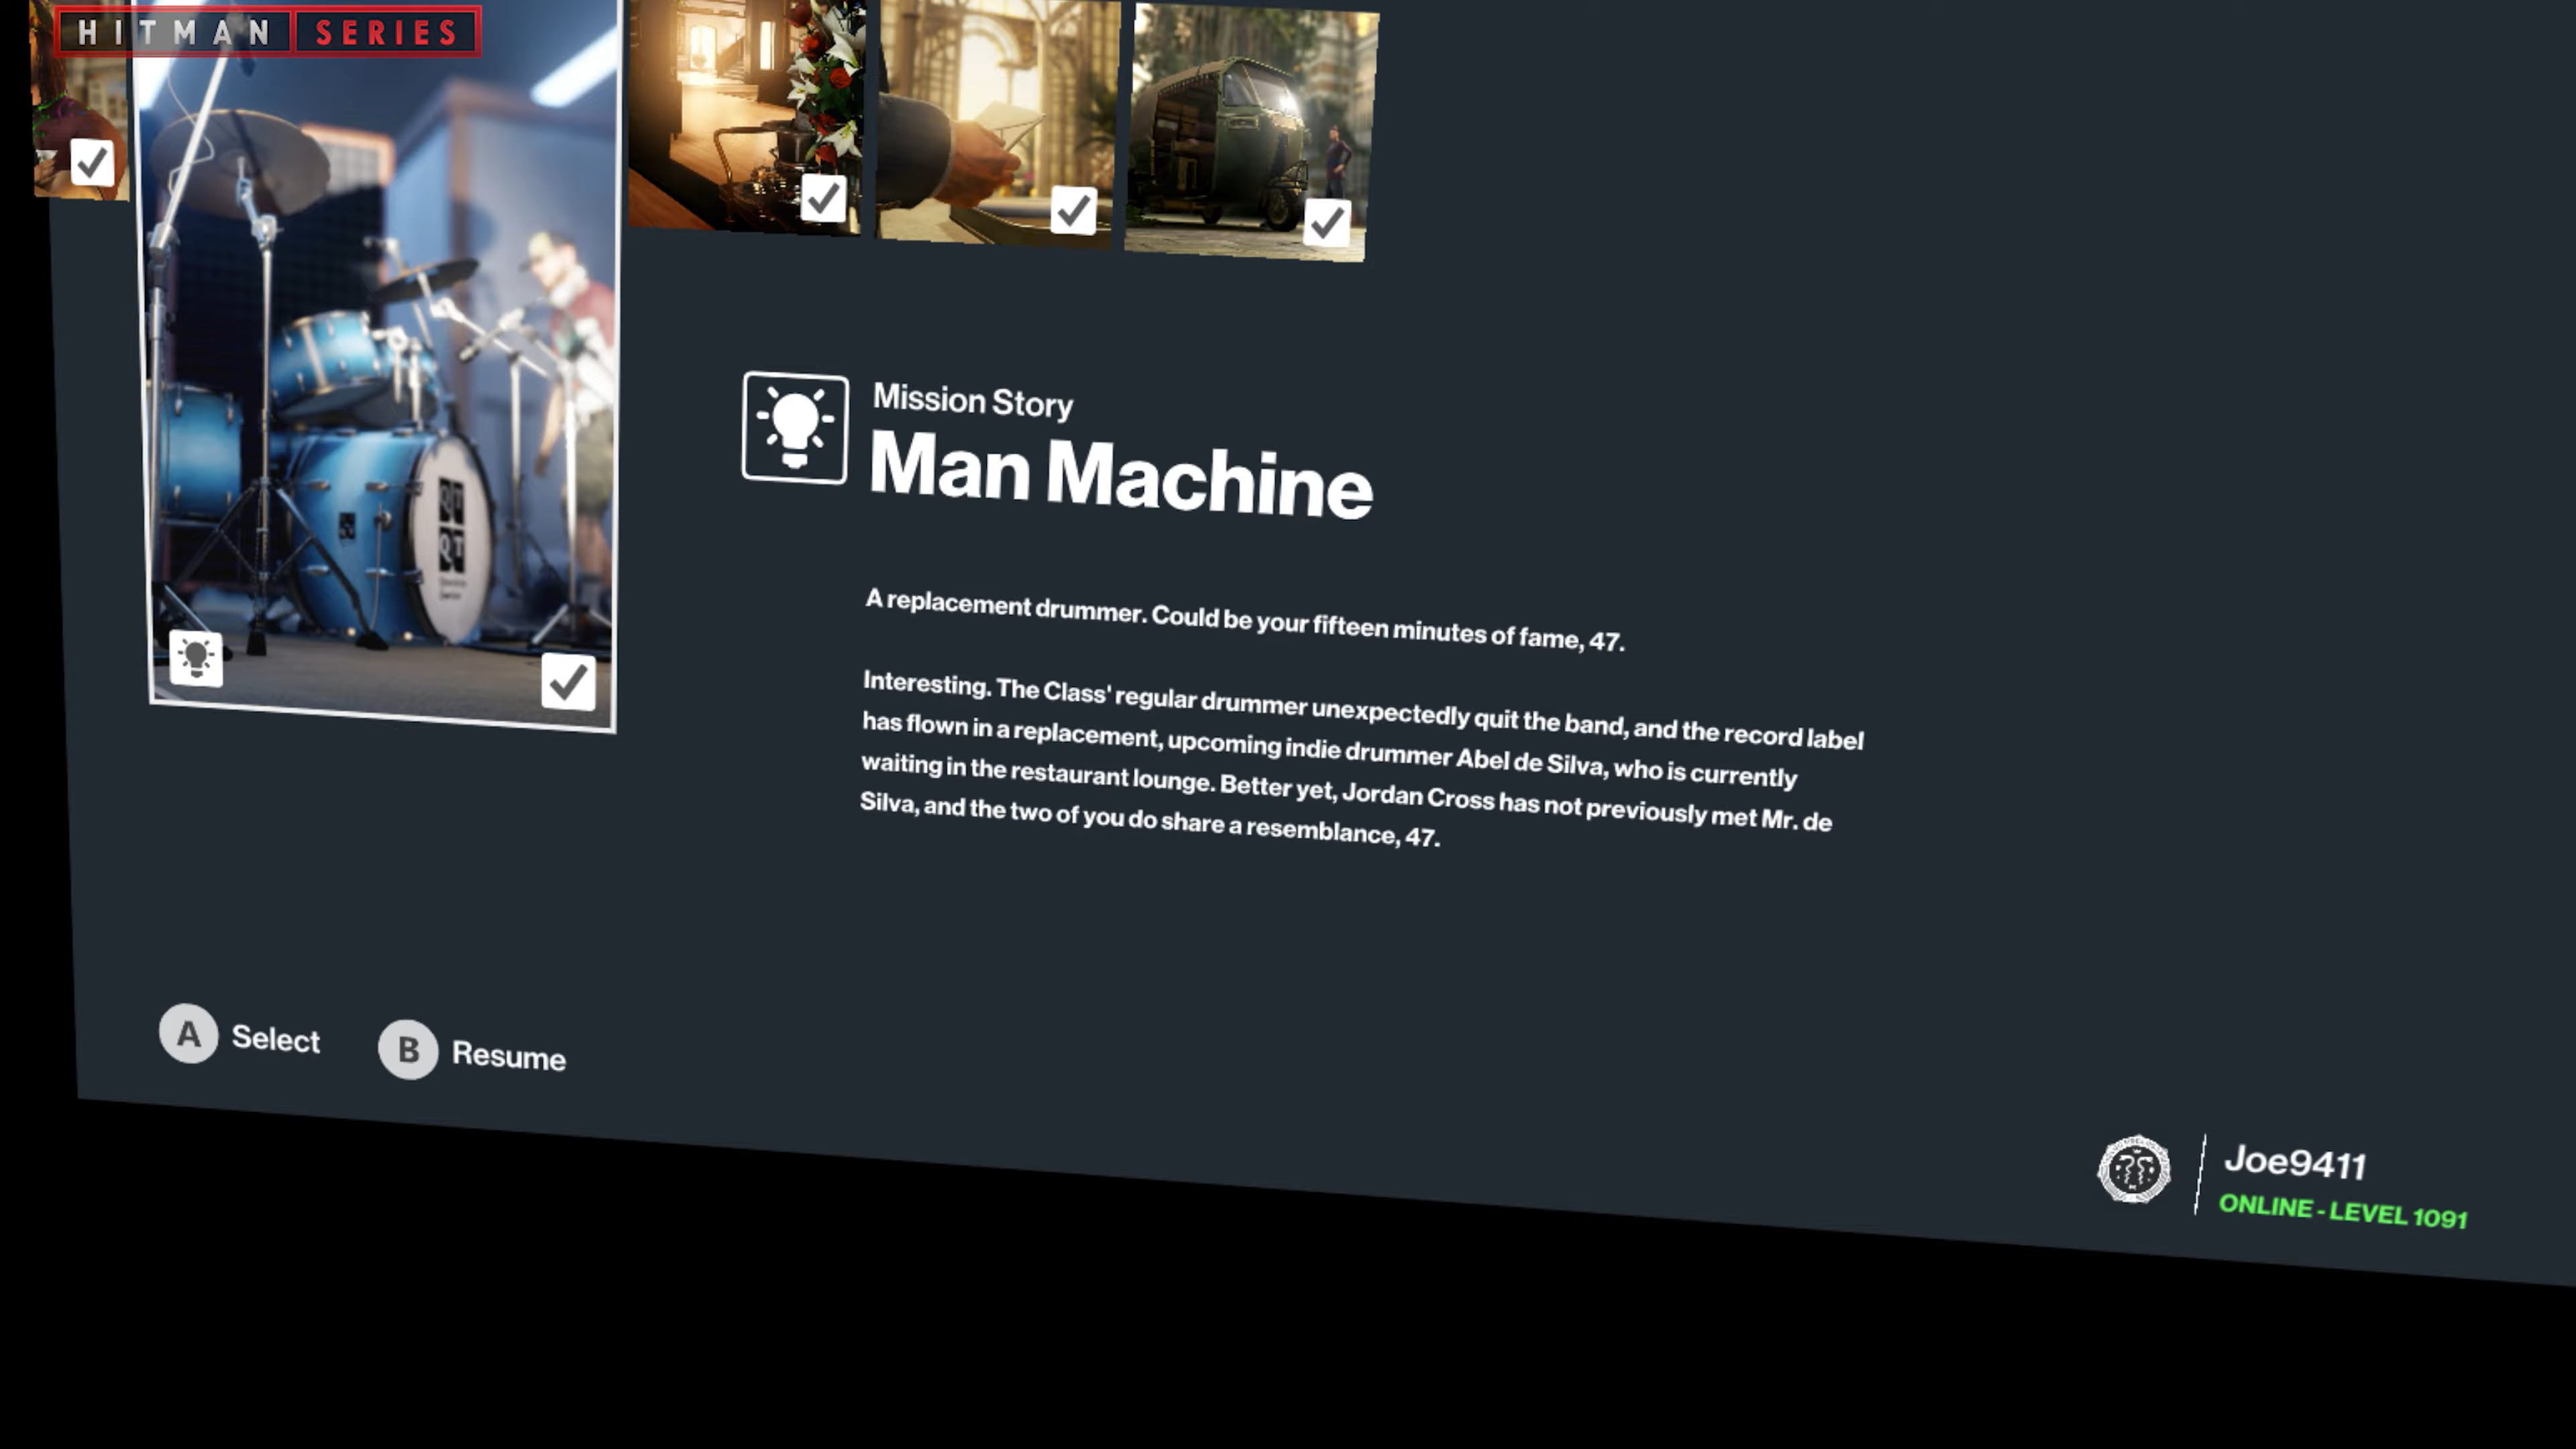 HITMAN SERIES
Mission Story
Man Machine
A replacement drummer. Could be your fifteen minutes of fame, 47.
Interesting. The Class' regular drummer unexpectedly quit the band, and the record label
has flown in a replacement, upcoming indie drummer Abel de Silva, who is currently
waiting in the restaurant lounge. Better yet, Jordan Cross has not previously met Mr. de
Silva, and the two of you do share a resemblance, 47.
QT
QT
A Select B Resume
Joe9411
ONLINE - LEVEL 1091